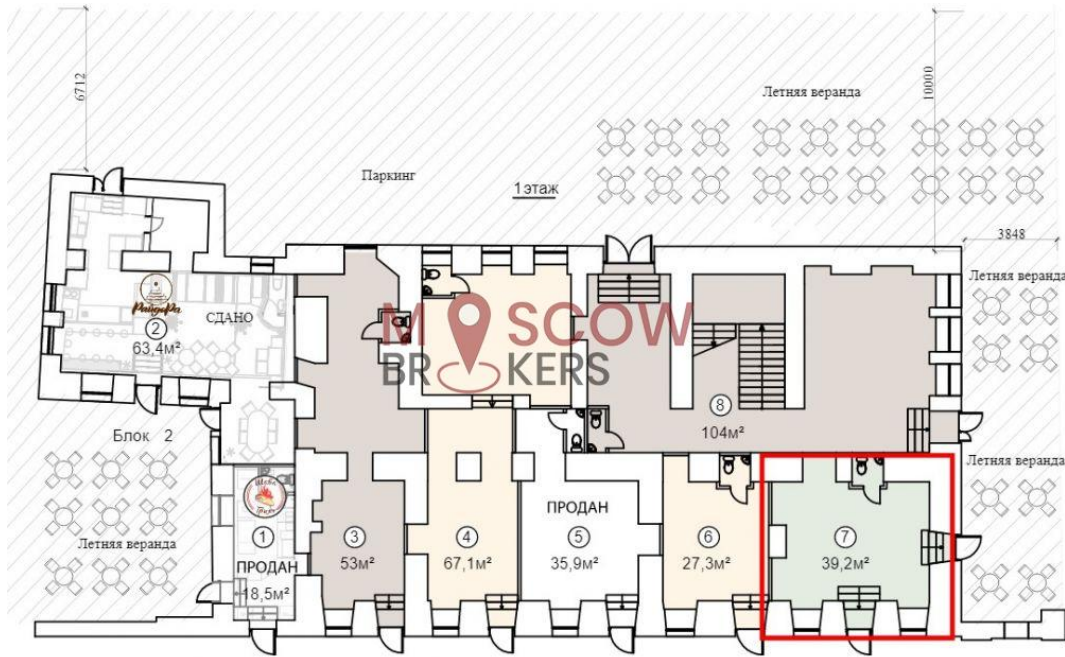 6712
10000
Летняя веранда
Паркинг
1этаж
3848
Летняя веранда
РайдиРа
СДАНО
2
63,4м²
MOSCOW
BROKERS
8
104м²
Блок 2
Летняя веранда
Летняя веранда
1
ПРОДАН
18,5м²
3
53м²
4
67,1м²
ПРОДАН
5
35,9м²
6
27,3м²
7
39,2м²